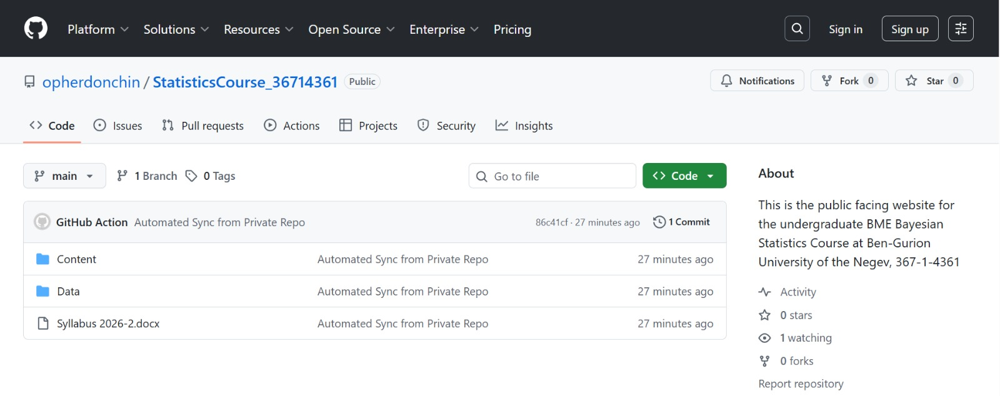 Platform Solutions Resources Open Source Enterprise Pricing Sign in Sign up
opherdonchin / StatisticsCourse_36714361 Public Notifications Fork 0 Star 0
Code Issues Pull requests Actions Projects Security Insights
main 1 Branch 0 Tags Go to file Code
GitHub Action Automated Sync from Private Repo 86c41cf · 27 minutes ago 1 Commit
Content Automated Sync from Private Repo 27 minutes ago
Data Automated Sync from Private Repo 27 minutes ago
Syllabus 2026-2.docx Automated Sync from Private Repo 27 minutes ago
About
This is the public facing website for
the undergraduate BME Bayesian
Statistics Course at Ben-Gurion
University of the Negev, 367-1-4361
Activity
0 stars
1 watching
0 forks
Report repository